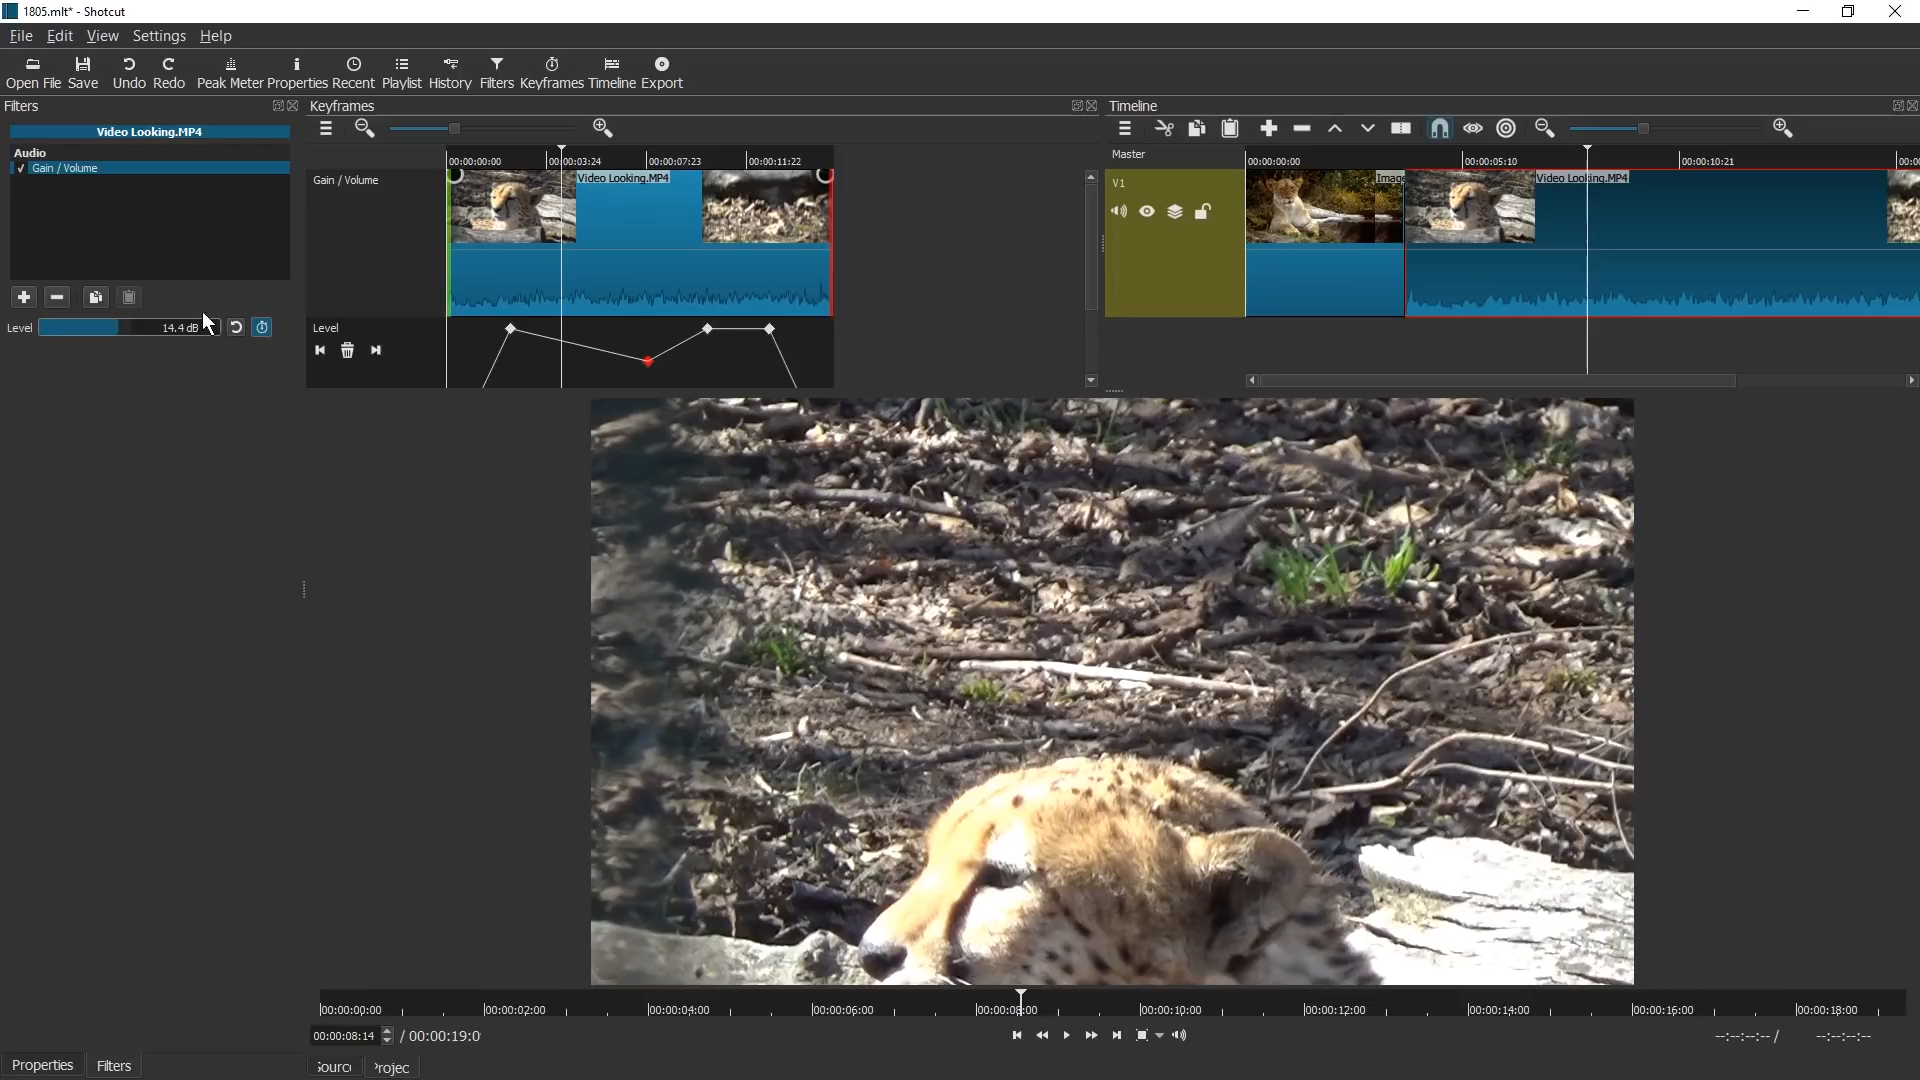 1805.mlt* - Shotcut
File Edit View Settings Help
Open File Save Undo Redo Peak Meter Properties Recent Playlist History Filters Keyframes Timeline Export
Filters
Video Looking.MP4
Audio
✓ Gain / Volume
Level 14.4 dB
Keyframes
00:00:00:00 00:00:03:24 00:00:07:23 00:00:11:22
Gain / Volume
Video Looking.MP4
Level
Timeline
Master
00:00:00:00 00:00:05:10 00:00:10:21 00:00
V1
Image
Video Looking.MP4
00:00:00:00 00:00:02:00 00:00:04:00 00:00:06:00 00:00:08:00 00:00:10:00 00:00:12:00 00:00:14:00 00:00:16:00 00:00:18:00
00:00:08:14 / 00:00:19:0
--:--:--:-- / --:--:--:--
Properties Filters
Sourc Projec